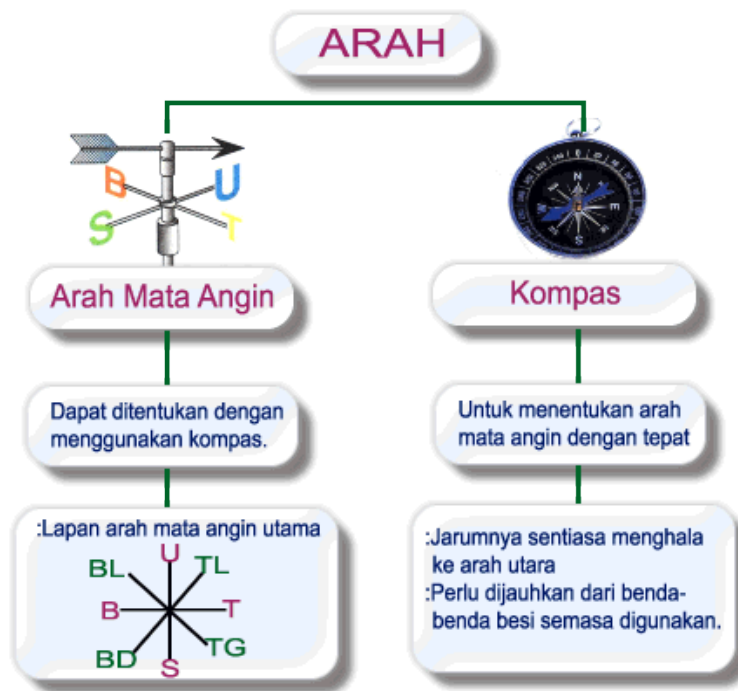 ARAH
B U
S T
N
E
S
Arah Mata Angin
Kompas
Dapat ditentukan dengan
menggunakan kompas.
Untuk menentukan arah
mata angin dengan tepat
:Lapan arah mata angin utama
U
BL TL
B T
BD TG
S
:Jarumnya sentiasa menghala
ke arah utara
:Perlu dijauhkan dari benda-
benda besi semasa digunakan.